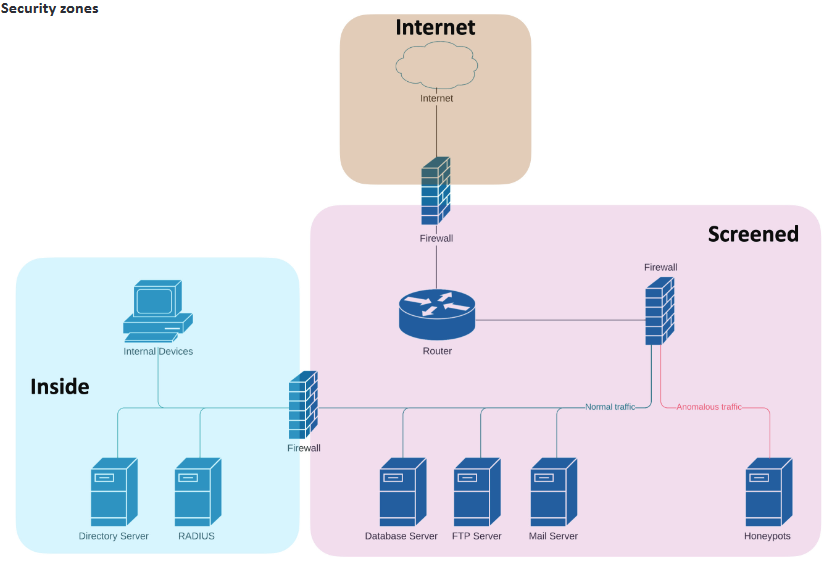 Security zones
Internet
Internet
Firewall
Screened
Firewall
Internal Devices
Router
Inside
Normal traffic
Anomalous traffic
Firewall
Directory Server
RADIUS
Database Server
FTP Server
Mail Server
Honeypots